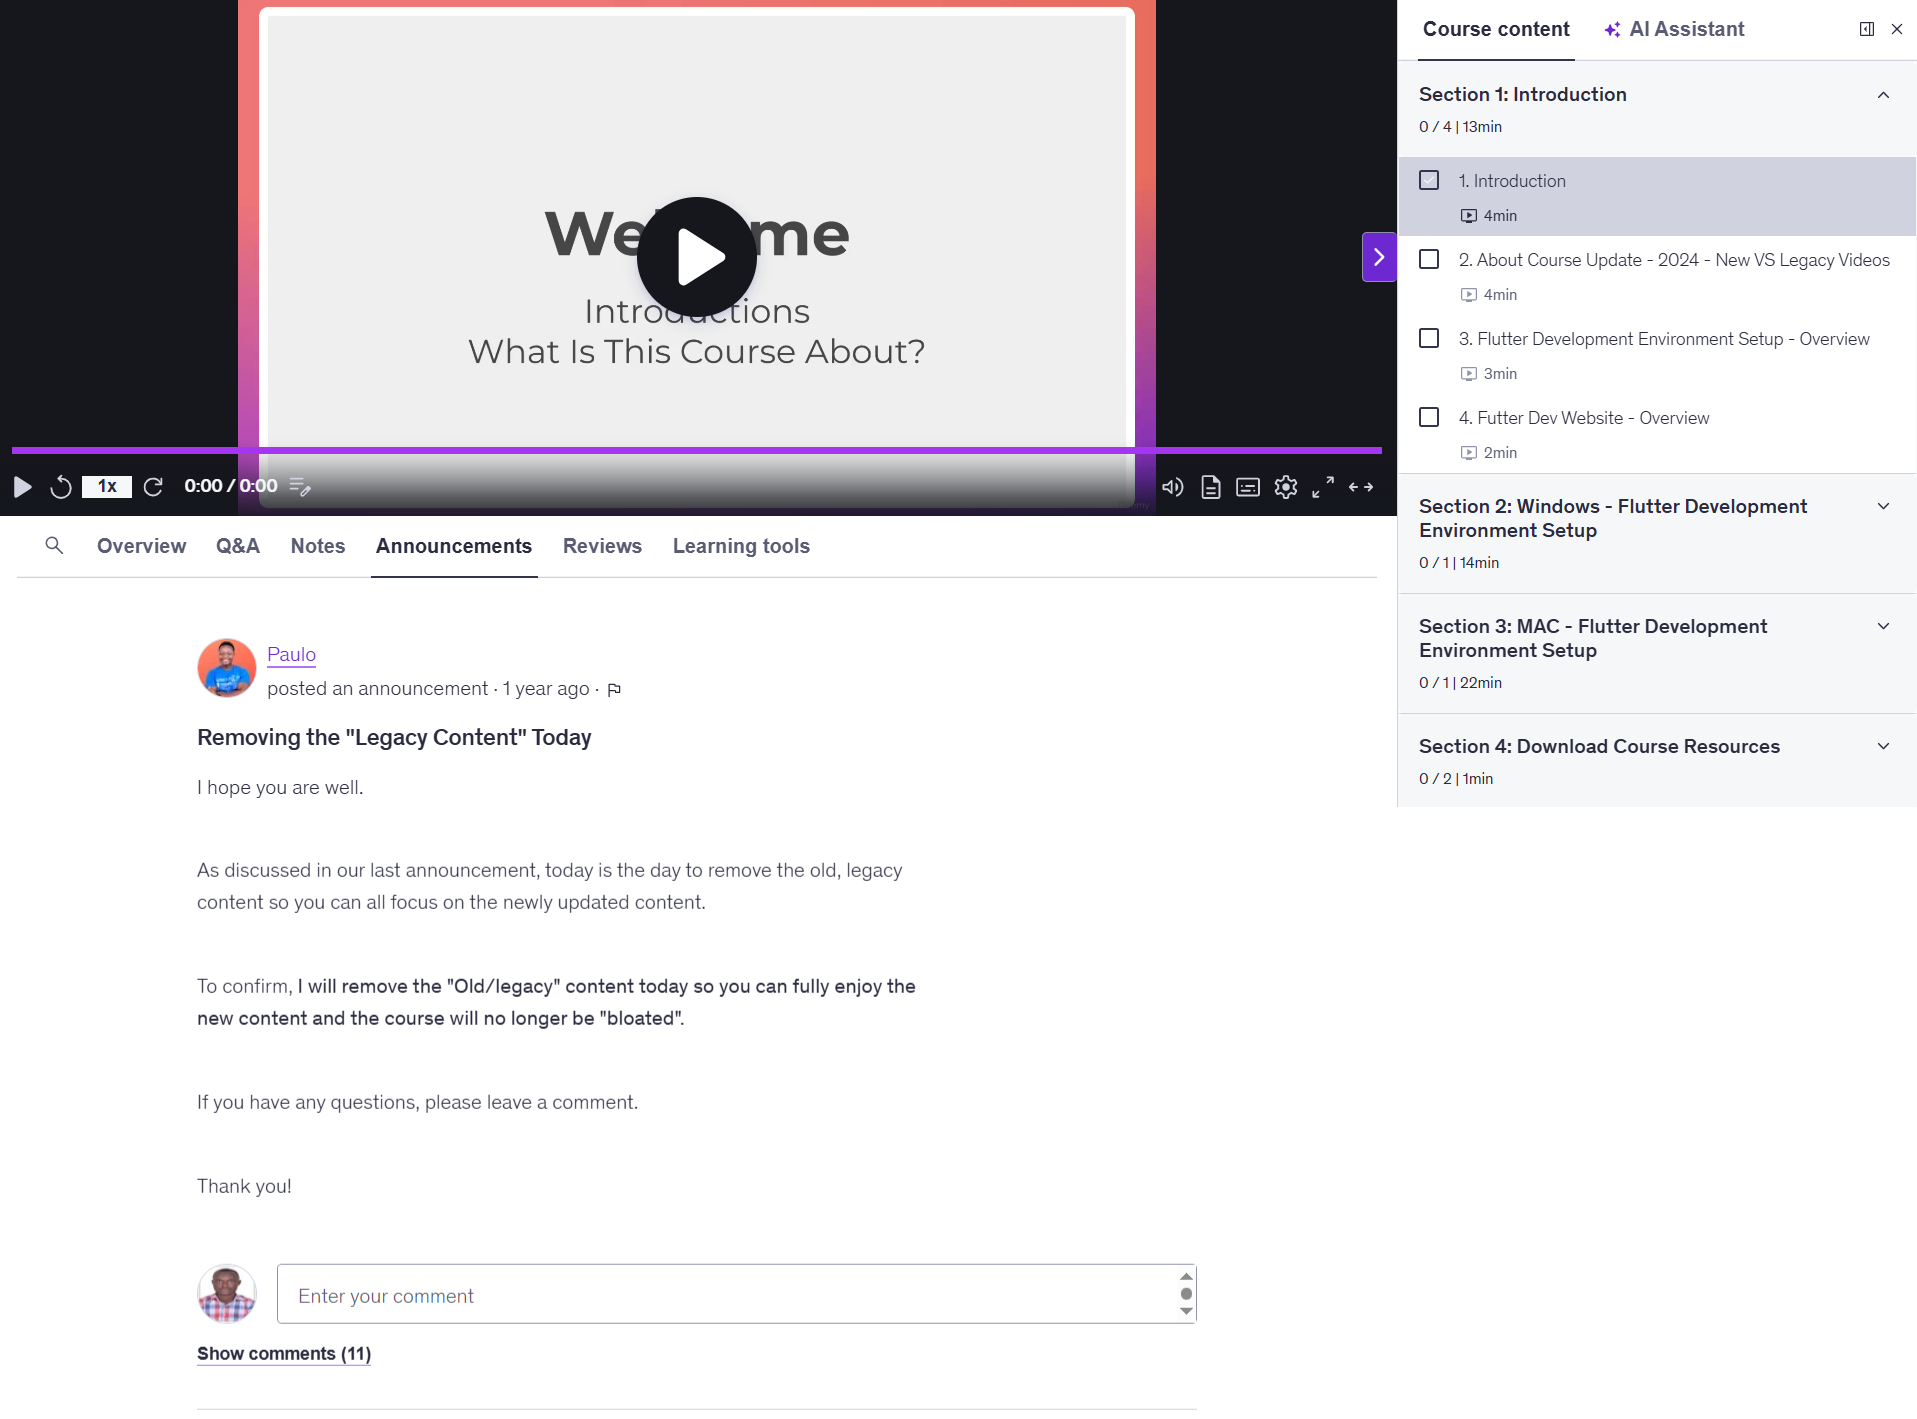 Introductions
What Is This Course About?
1x
0:00 / 0:00
Overview
Q&A
Notes
Announcements
Reviews
Learning tools
Paulo
posted an announcement · 1 year ago ·
Removing the "Legacy Content" Today
I hope you are well.
As discussed in our last announcement, today is the day to remove the old, legacy
content so you can all focus on the newly updated content.
To confirm, I will remove the "Old/legacy" content today so you can fully enjoy the
new content and the course will no longer be "bloated".
If you have any questions, please leave a comment.
Thank you!
Enter your comment
Show comments (11)
Course content
AI Assistant
Section 1: Introduction
0 / 4 | 13min
1. Introduction
4min
2. About Course Update - 2024 - New VS Legacy Videos
4min
3. Flutter Development Environment Setup - Overview
3min
4. Futter Dev Website - Overview
2min
Section 2: Windows - Flutter Development
Environment Setup
0 / 1 | 14min
Section 3: MAC - Flutter Development
Environment Setup
0 / 1 | 22min
Section 4: Download Course Resources
0 / 2 | 1min